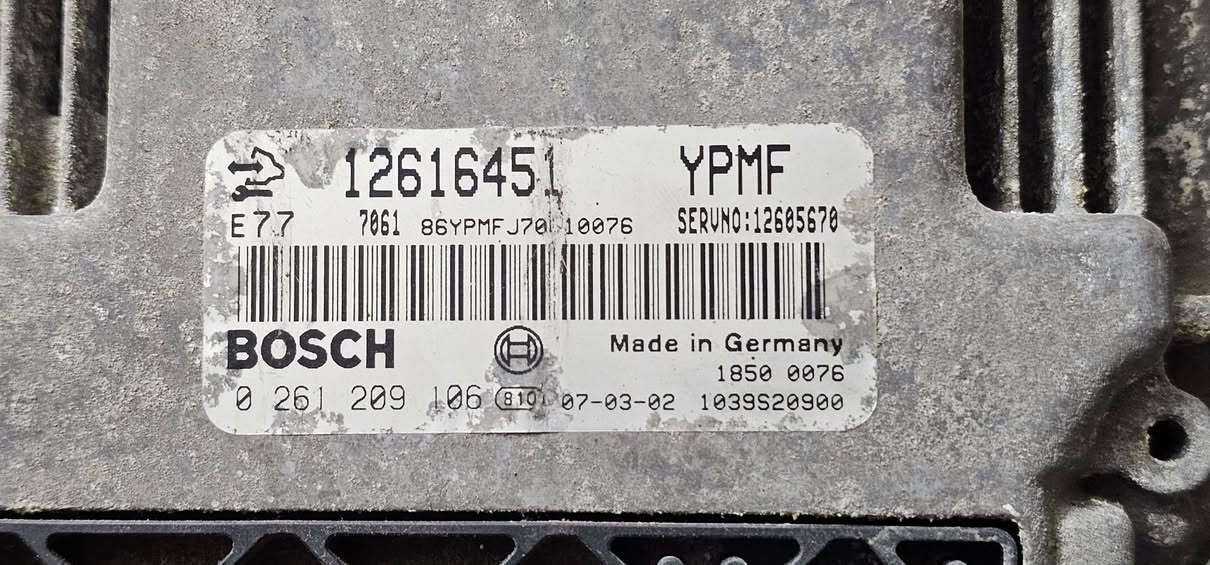 12616451 YPMF
E77 7061 86YPMFJ70 10076 SERVNO:12605670
BOSCH Made in Germany
1850 0076
0 261 209 106 810 07-03-02 1039S20900